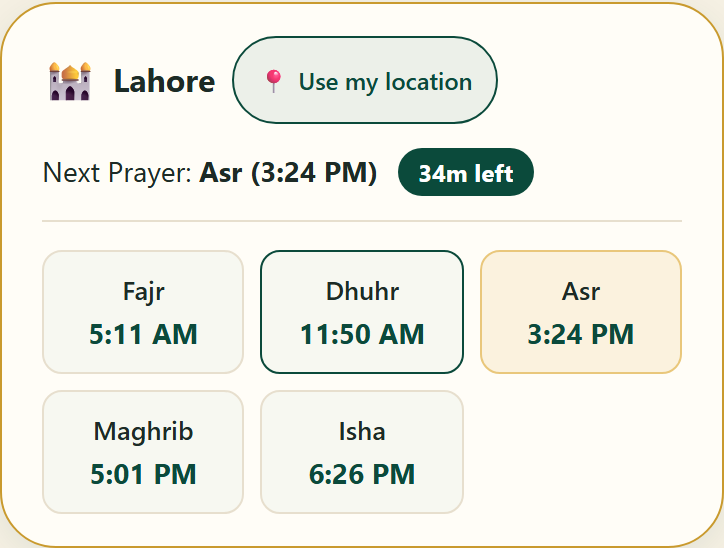 Lahore
Use my location
Next Prayer: Asr (3:24 PM) 34m left
Fajr
5:11 AM
Dhuhr
11:50 AM
Asr
3:24 PM
Maghrib
5:01 PM
Isha
6:26 PM